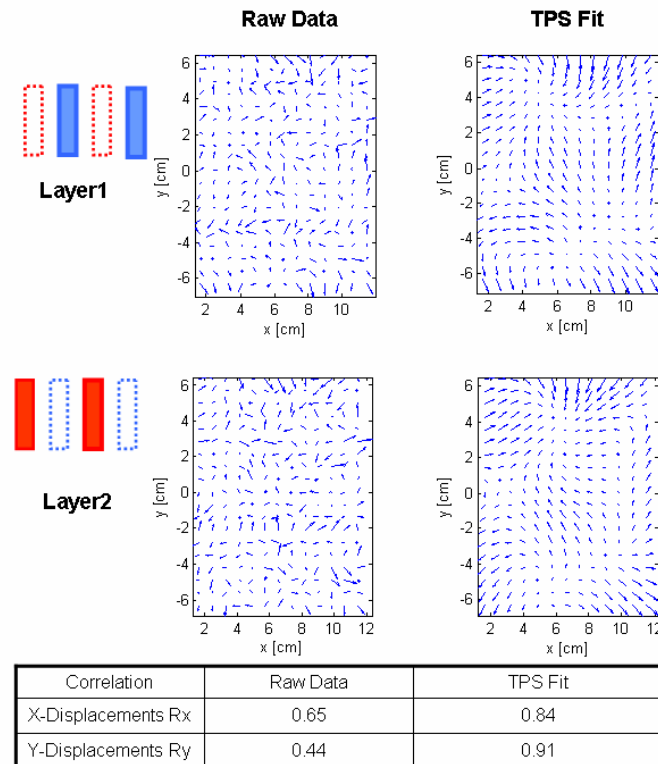 Raw Data
TPS Fit
Layer1
y [cm]
6
4
2
0
-2
-4
-6
2 4 6 8 10
x [cm]
y [cm]
6
4
2
0
-2
-4
-6
2 4 6 8 10
x [cm]
Layer2
y [cm]
6
4
2
0
-2
-4
-6
2 4 6 8 10 12
x [cm]
y [cm]
6
4
2
0
-2
-4
-6
2 4 6 8 10 12
x [cm]
Correlation Raw Data TPS Fit
X-Displacements Rx 0.65 0.84
Y-Displacements Ry 0.44 0.91